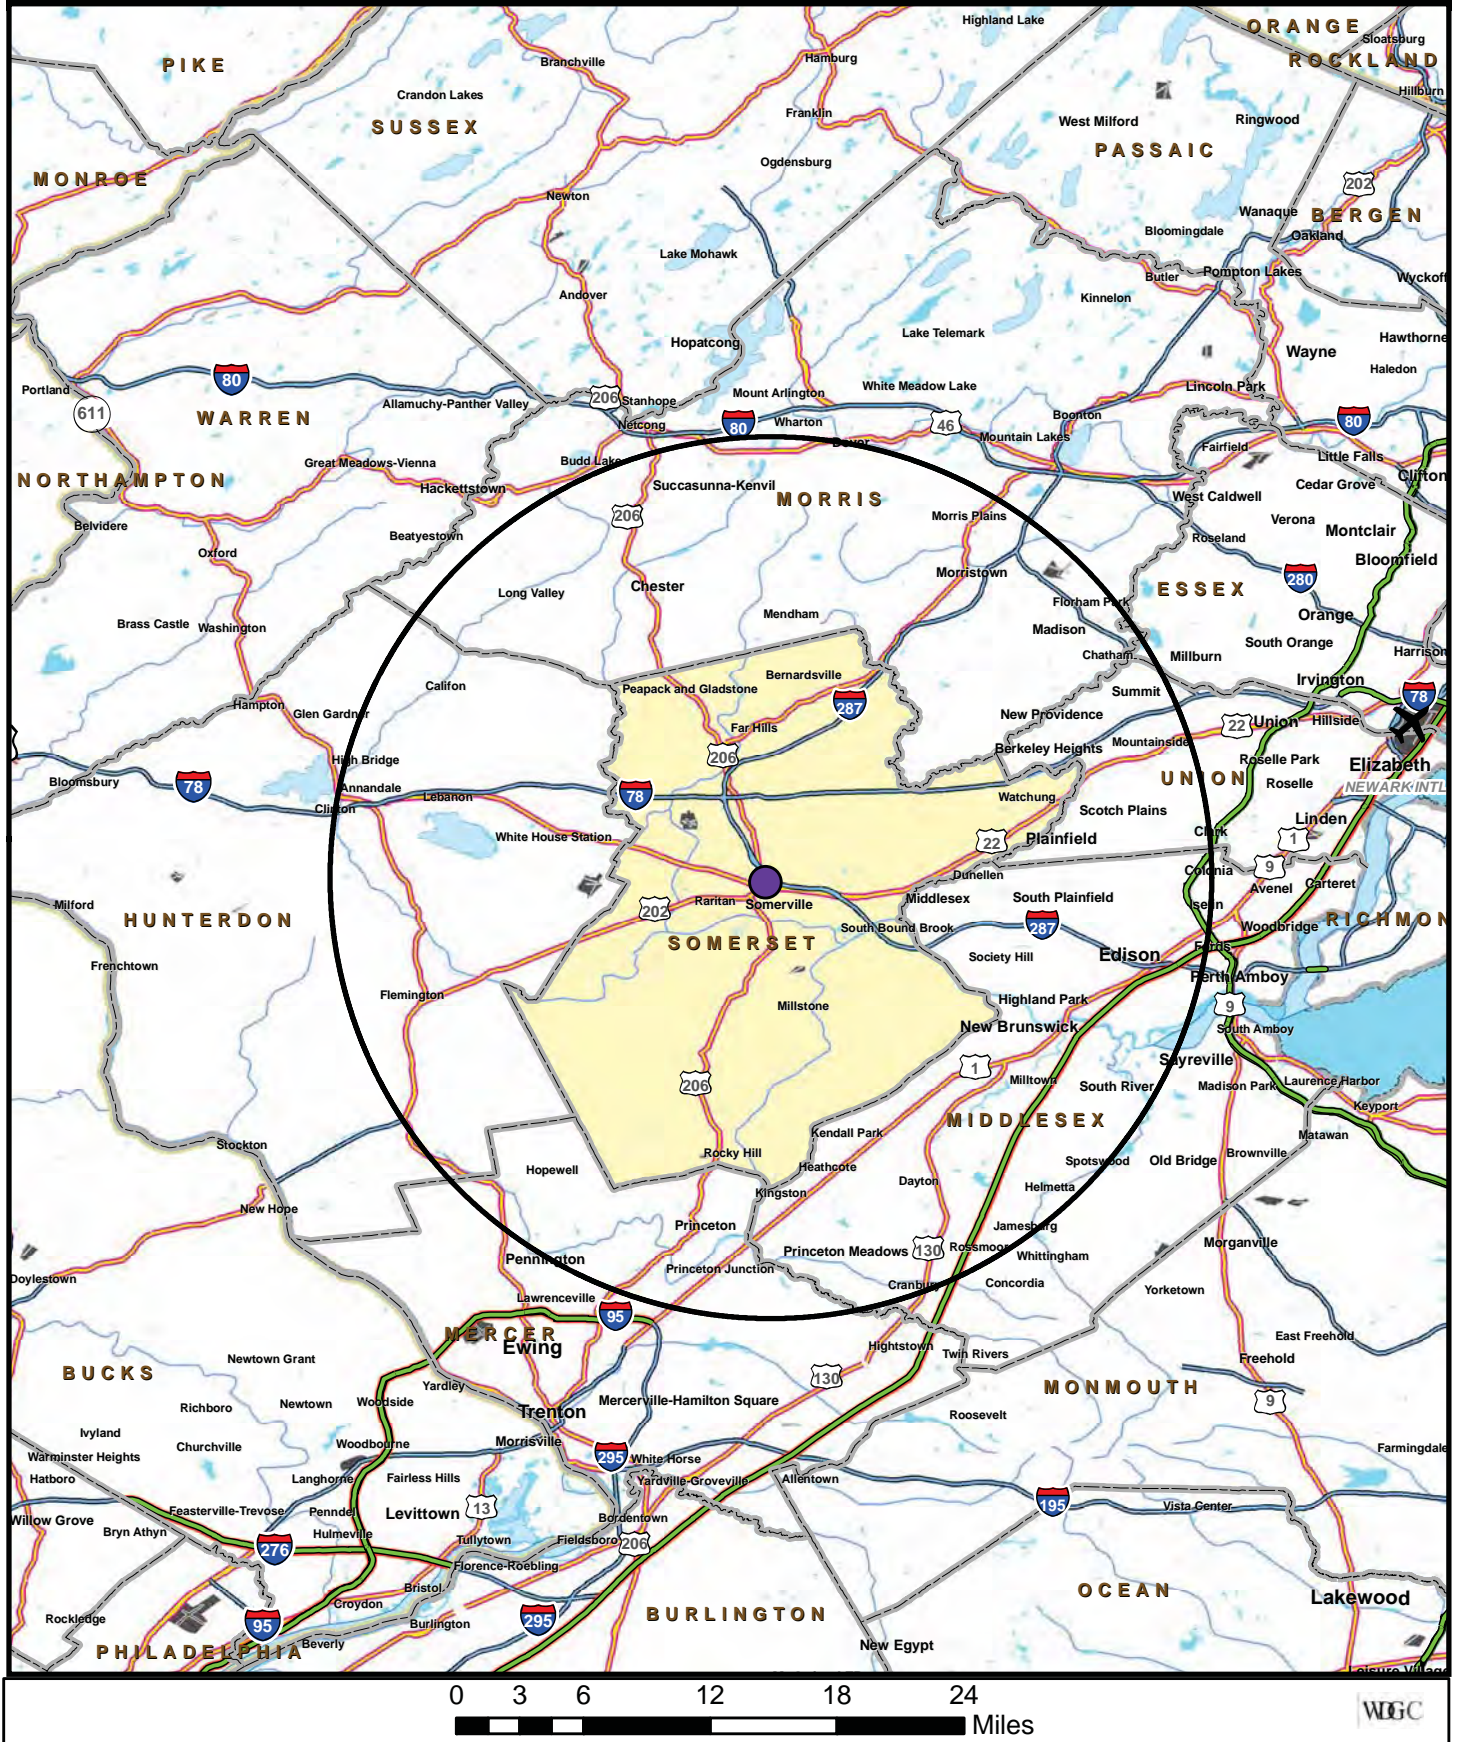 Highland Lake
ORANGE
Sloatsburg
ROCKLAND
PIKE
Branchville
Hamburg
Hillburn
Crandon Lakes
SUSSEX
Franklin
West Milford
Ringwood
PASSAIC
Ogdensburg
MONROE
202
Newton
Wanaque
BERGEN
Bloomingdale
Oakland
Lake Mohawk
Butler
Pompton Lakes
Wyckoff
Andover
Kinnelon
Hopatcong
Lake Telemark
Hawthorne
Wayne
Haledon
Portland
80
White Meadow Lake
Lincoln Park
Mount Arlington
206
Stanhope
Allamuchy-Panther Valley
611
WARREN
Netcong
80
Wharton
46
Boonton
80
Dover
Mountain Lakes
Fairfield
Little Falls
Great Meadows-Vienna
Budd Lake
NORTHAMPTON
Clifton
Hackettstown
Succasunna-Kenvil
MORRIS
Cedar Grove
West Caldwell
206
Morris Plains
Verona
Belvidere
Montclair
Beatyestown
Roseland
Oxford
Bloomfield
Morristown
280
Chester
ESSEX
Long Valley
Florham Park
Mendham
Orange
Brass Castle
Washington
Madison
South Orange
Chatham
Millburn
Harrison
Bernardsville
Irvington
Califon
Peapack and Gladstone
Summit
78
Hampton
287
Glen Gardner
New Providence
Far Hills
22
Union
Hillside
Berkeley Heights
Mountainside
206
High Bridge
Roselle Park
Elizabeth
Bloomsbury
78
Annandale
UNION
Roselle
NEWARK INTL
Lebanon
78
Watchung
Clinton
Scotch Plains
Linden
White House Station
22
Plainfield
Clark
1
Dunellen
Colonia
9
Avenel
Carteret
Milford
Raritan
Somerville
Middlesex
South Plainfield
Iselin
202
HUNTERDON
South Bound Brook
287
Woodbridge
RICHMON
SOMERSET
Fords
Society Hill
Edison
Frenchtown
Perth Amboy
Flemington
Millstone
Highland Park
9
New Brunswick
South Amboy
Sayreville
1
206
Milltown
South River
Madison Park
Laurence Harbor
Keyport
MIDDLESEX
Kendall Park
Matawan
Stockton
Rocky Hill
Brownville
Hopewell
Heathcote
Spotswood
Old Bridge
Dayton
Kingston
Helmetta
New Hope
Princeton
Jamesburg
Morganville
Pennington
Princeton Meadows
130
Rossmoor
Whittingham
Princeton Junction
Doylestown
Cranbury
Concordia
Yorketown
Lawrenceville
95
MERCER
Ewing
Hightstown
East Freehold
Twin Rivers
Newtown Grant
Freehold
BUCKS
130
Yardley
MONMOUTH
Newtown
Woodside
Mercerville-Hamilton Square
9
Richboro
Trenton
Roosevelt
Ivyland
Churchville
Woodbourne
Morrisville
Farmingdale
Warminster Heights
295
White Horse
Hatboro
Langhorne
Fairless Hills
Yardville-Groveville
Allentown
195
Feasterville-Trevose
Penndel
Levittown
13
Vista Center
Willow Grove
Bordentown
Bryn Athyn
Hulmeville
Tullytown
Fieldsboro
206
276
Florence-Roebling
Bristol
OCEAN
Croydon
Lakewood
Rockledge
95
Burlington
295
BURLINGTON
Beverly
PHILADELPHIA
New Egypt
Leisure Village
0 3 6 12 18 24
Miles
WDGC